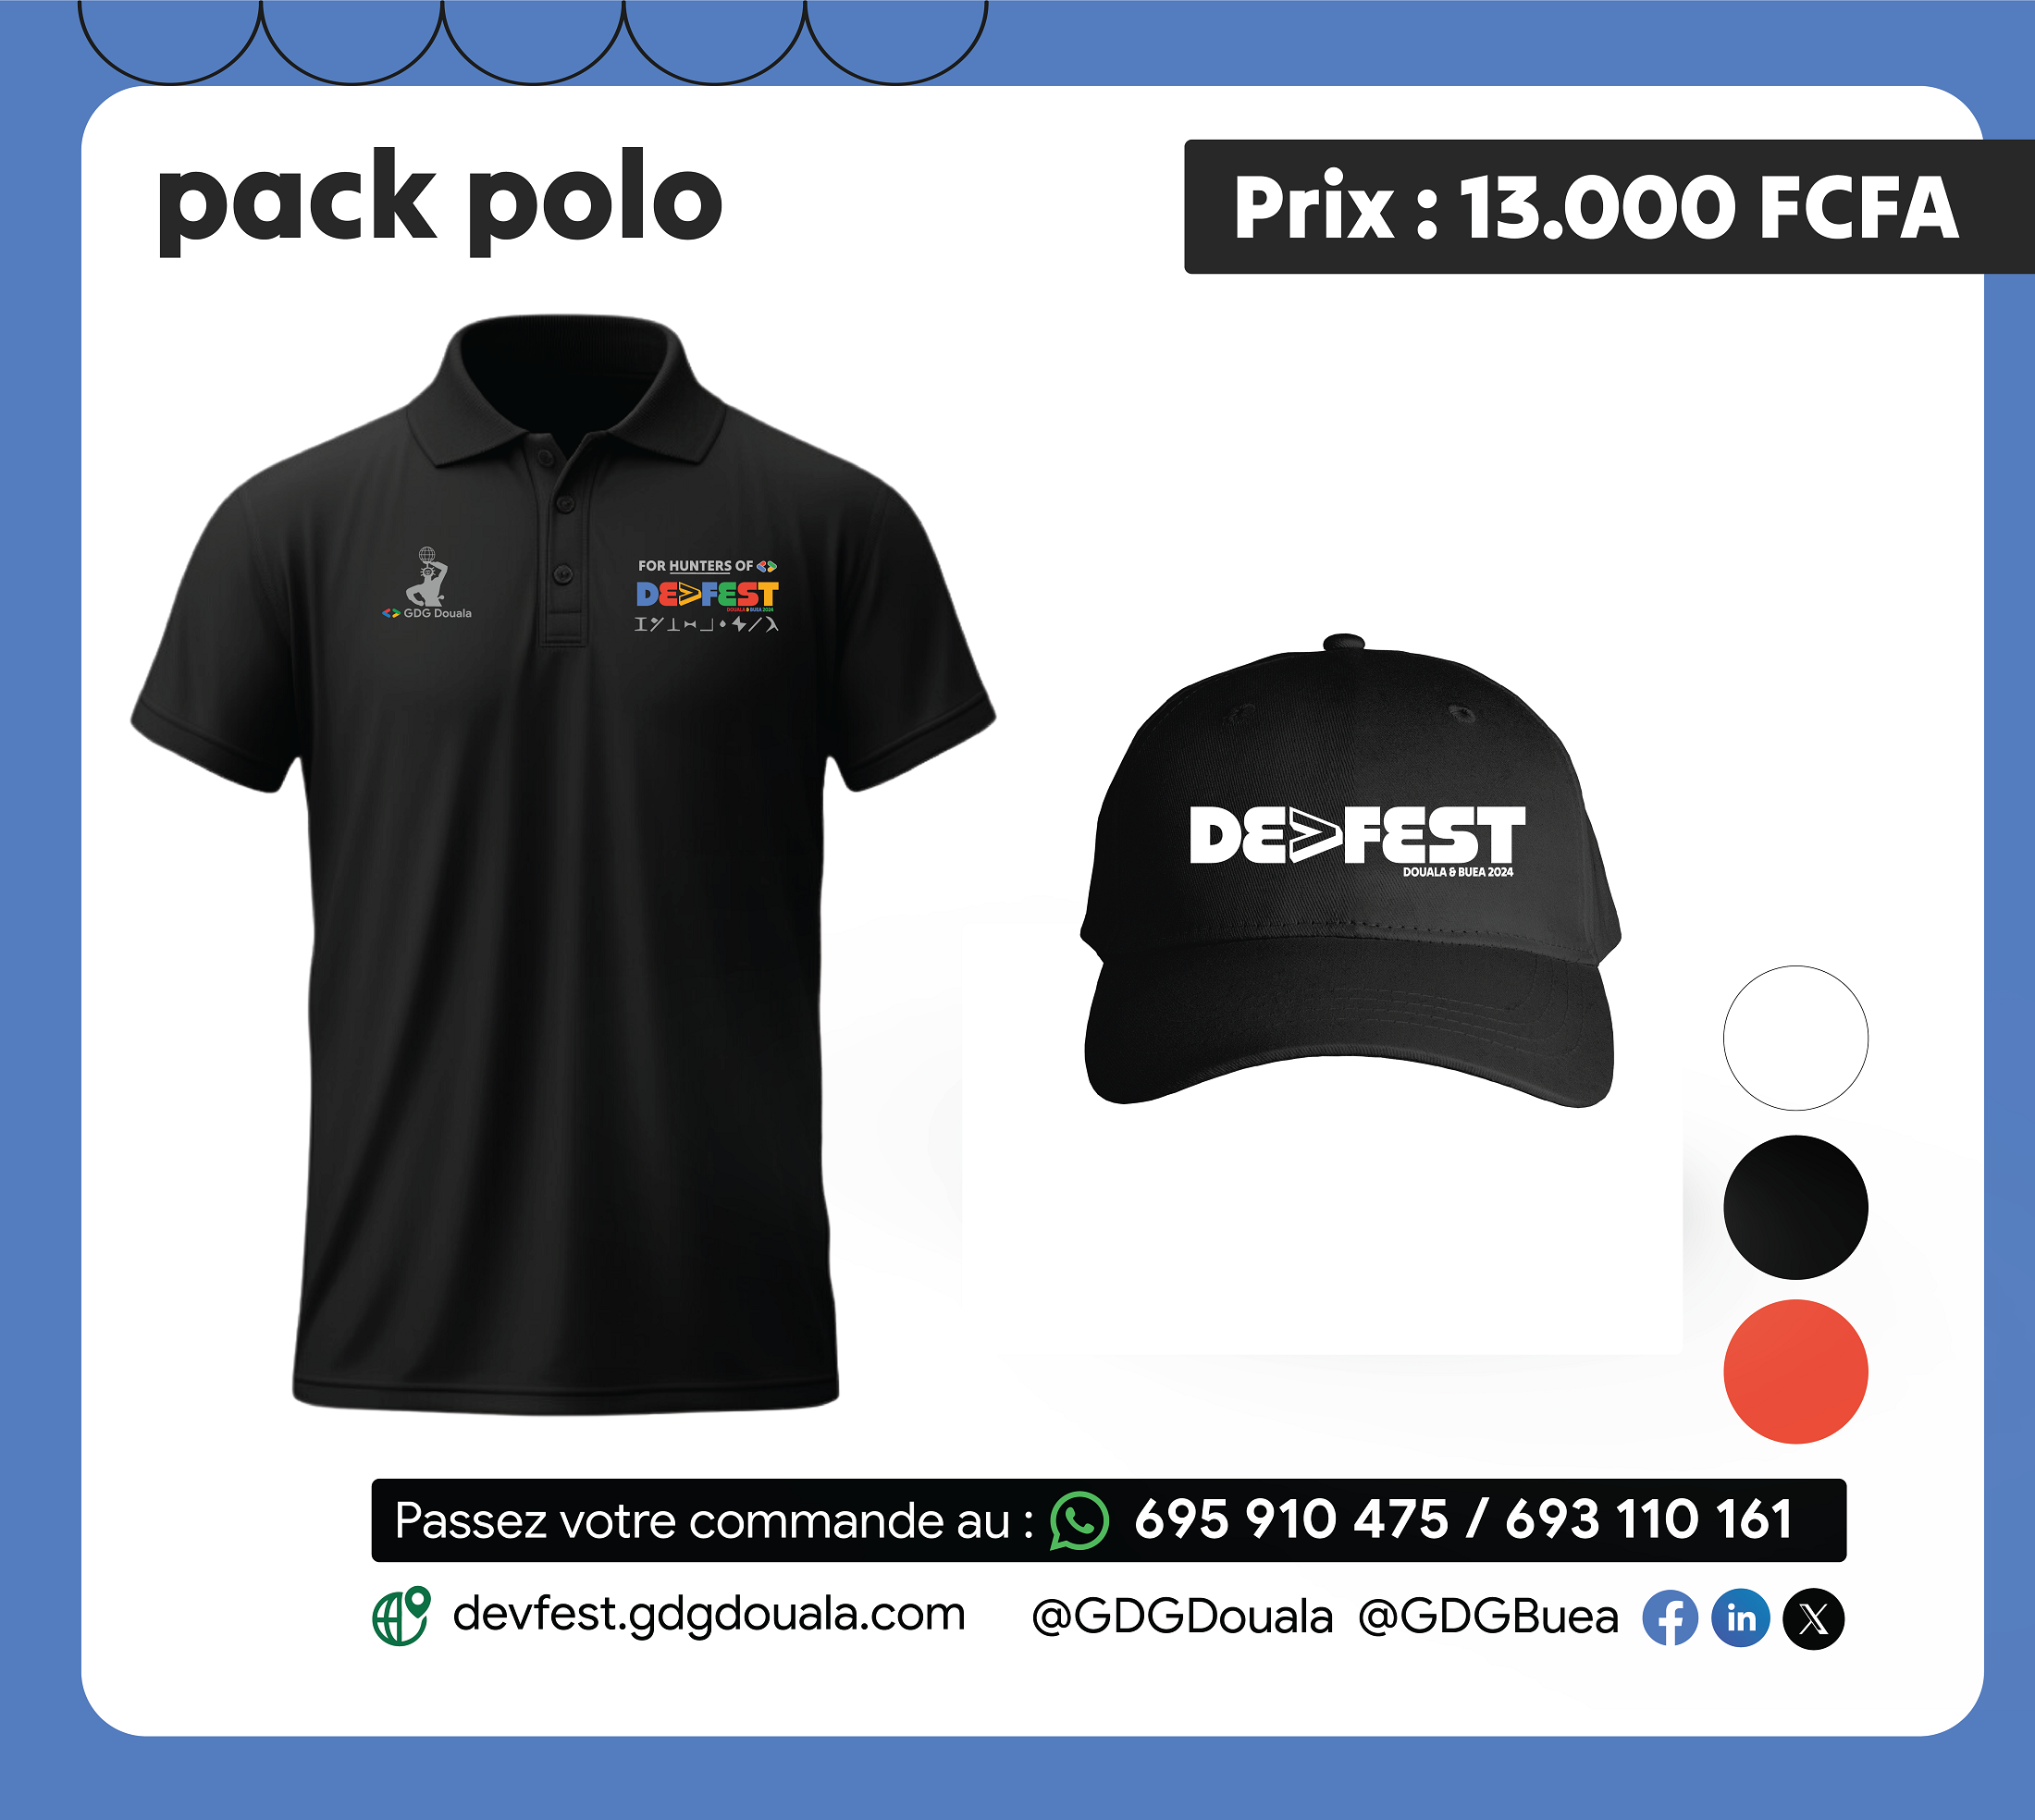 pack polo
Prix : 13.000 FCFA
GDG Douala
FOR HUNTERS OF
DEVFEST
DOUALA & BUEA 2024
DEVFEST
DOUALA & BUEA 2024
Passez votre commande au : 695 910 475 / 693 110 161
devfest.gdgdouala.com @GDGDouala @GDGBuea